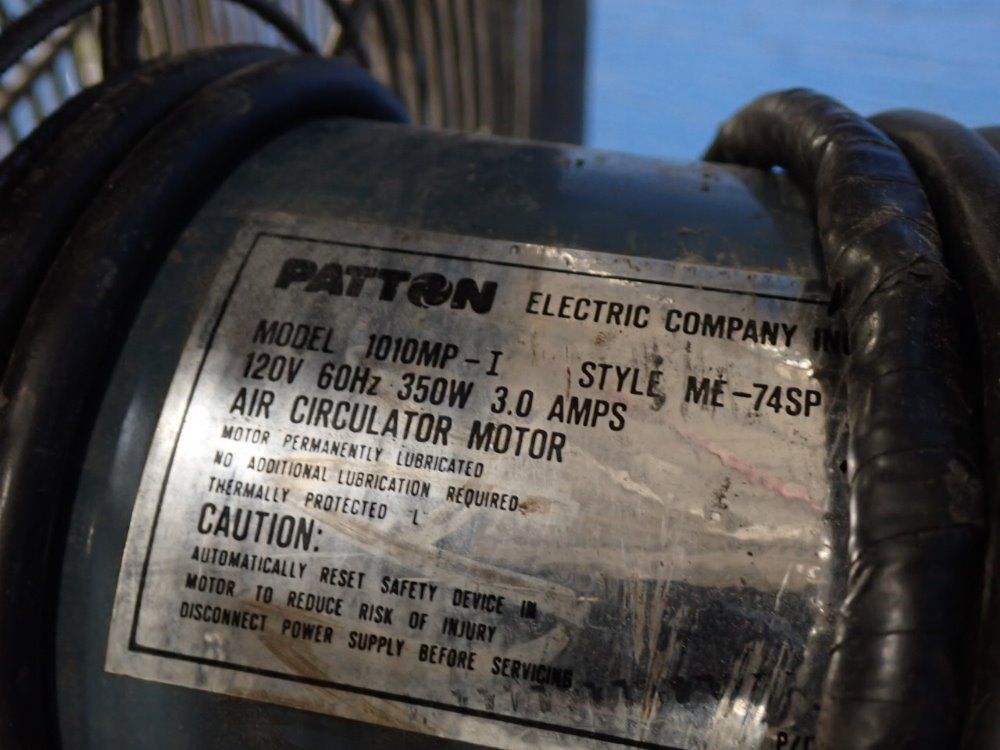 PATTON ELECTRIC COMPANY INC
MODEL 1010MP-I STYLE ME-74SP
120V 60Hz 350W 3.0 AMPS
AIR CIRCULATOR MOTOR
MOTOR PERMANENTLY LUBRICATED
NO ADDITIONAL LUBRICATION REQUIRED
THERMALLY PROTECTED L
CAUTION:
AUTOMATICALLY RESET SAFETY DEVICE IN
MOTOR TO REDUCE RISK OF INJURY
DISCONNECT POWER SUPPLY BEFORE SERVICING